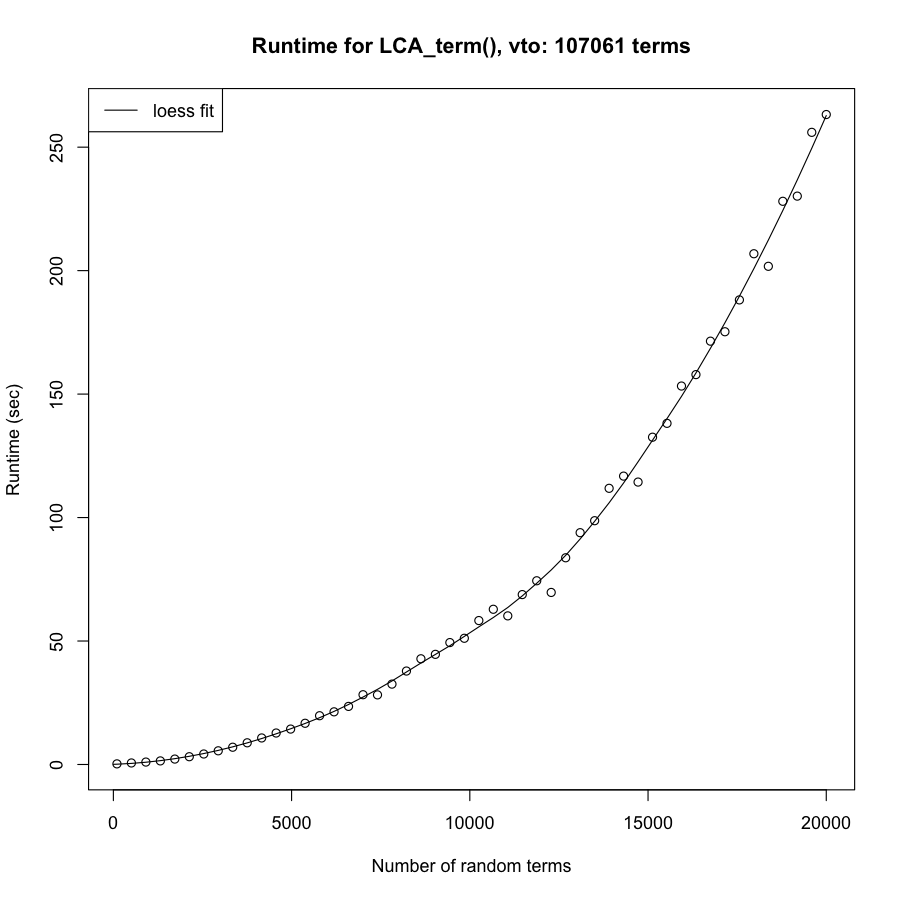 Runtime for LCA_term(), vto: 107061 terms
loess fit
Runtime (sec)
250
200
150
100
50
0
0 5000 10000 15000 20000
Number of random terms